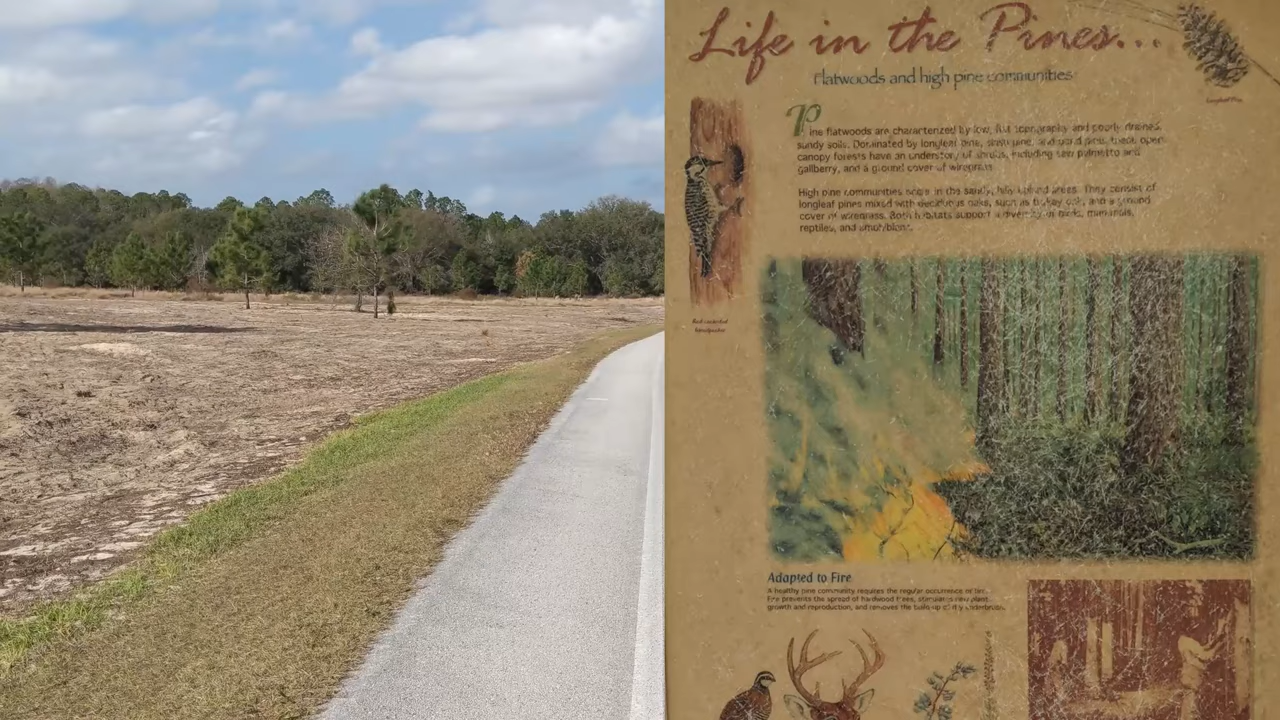 Life in the Pines...
Flatwoods and high pine communities
Longleaf Pine
Pine flatwoods are characterized by low, flat topography and poorly drained,
sandy soils. Dominated by longleaf pine, slash pine, and pond pine, these open
canopy forests have an understory of shrubs, including saw palmetto and
gallberry, and a ground cover of wiregrass.
High pine communities occur in the sandy, hilly upland areas. They consist of
longleaf pines mixed with deciduous oaks, such as turkey oak, and a ground
cover of wiregrass. Both habitats support a diversity of birds, mammals,
reptiles, and amphibians.
Red-cockaded
Woodpecker
Adapted to Fire
A healthy pine community requires the regular occurrence of fire.
Fire prevents the spread of hardwood trees, stimulates new plant
growth and reproduction, and removes the build-up of dry underbrush.